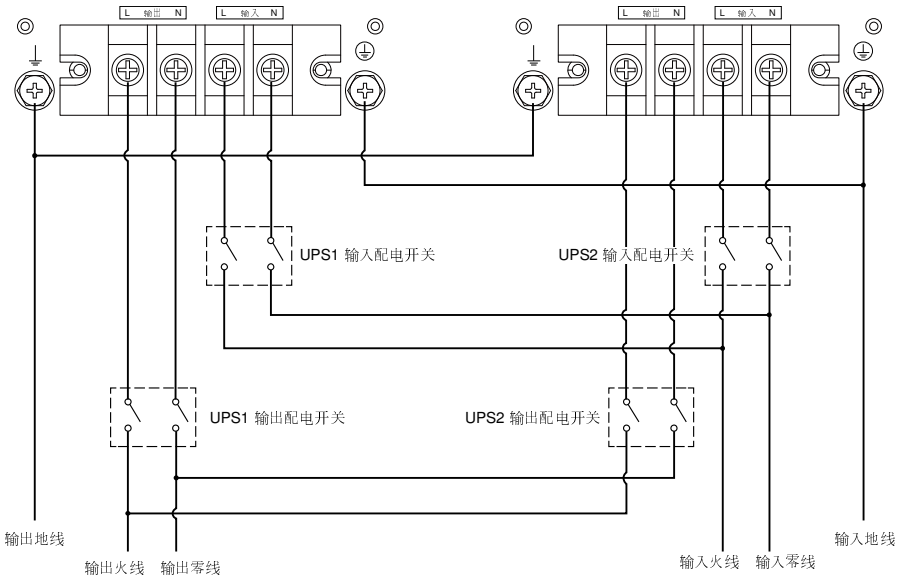 L 输出 N
L 输入 N
L 输出 N
L 输入 N
UPS1 输入配电开关
UPS2 输入配电开关
UPS1 输出配电开关
UPS2 输出配电开关
输出地线
输出火线
输出零线
输入火线
输入零线
输入地线